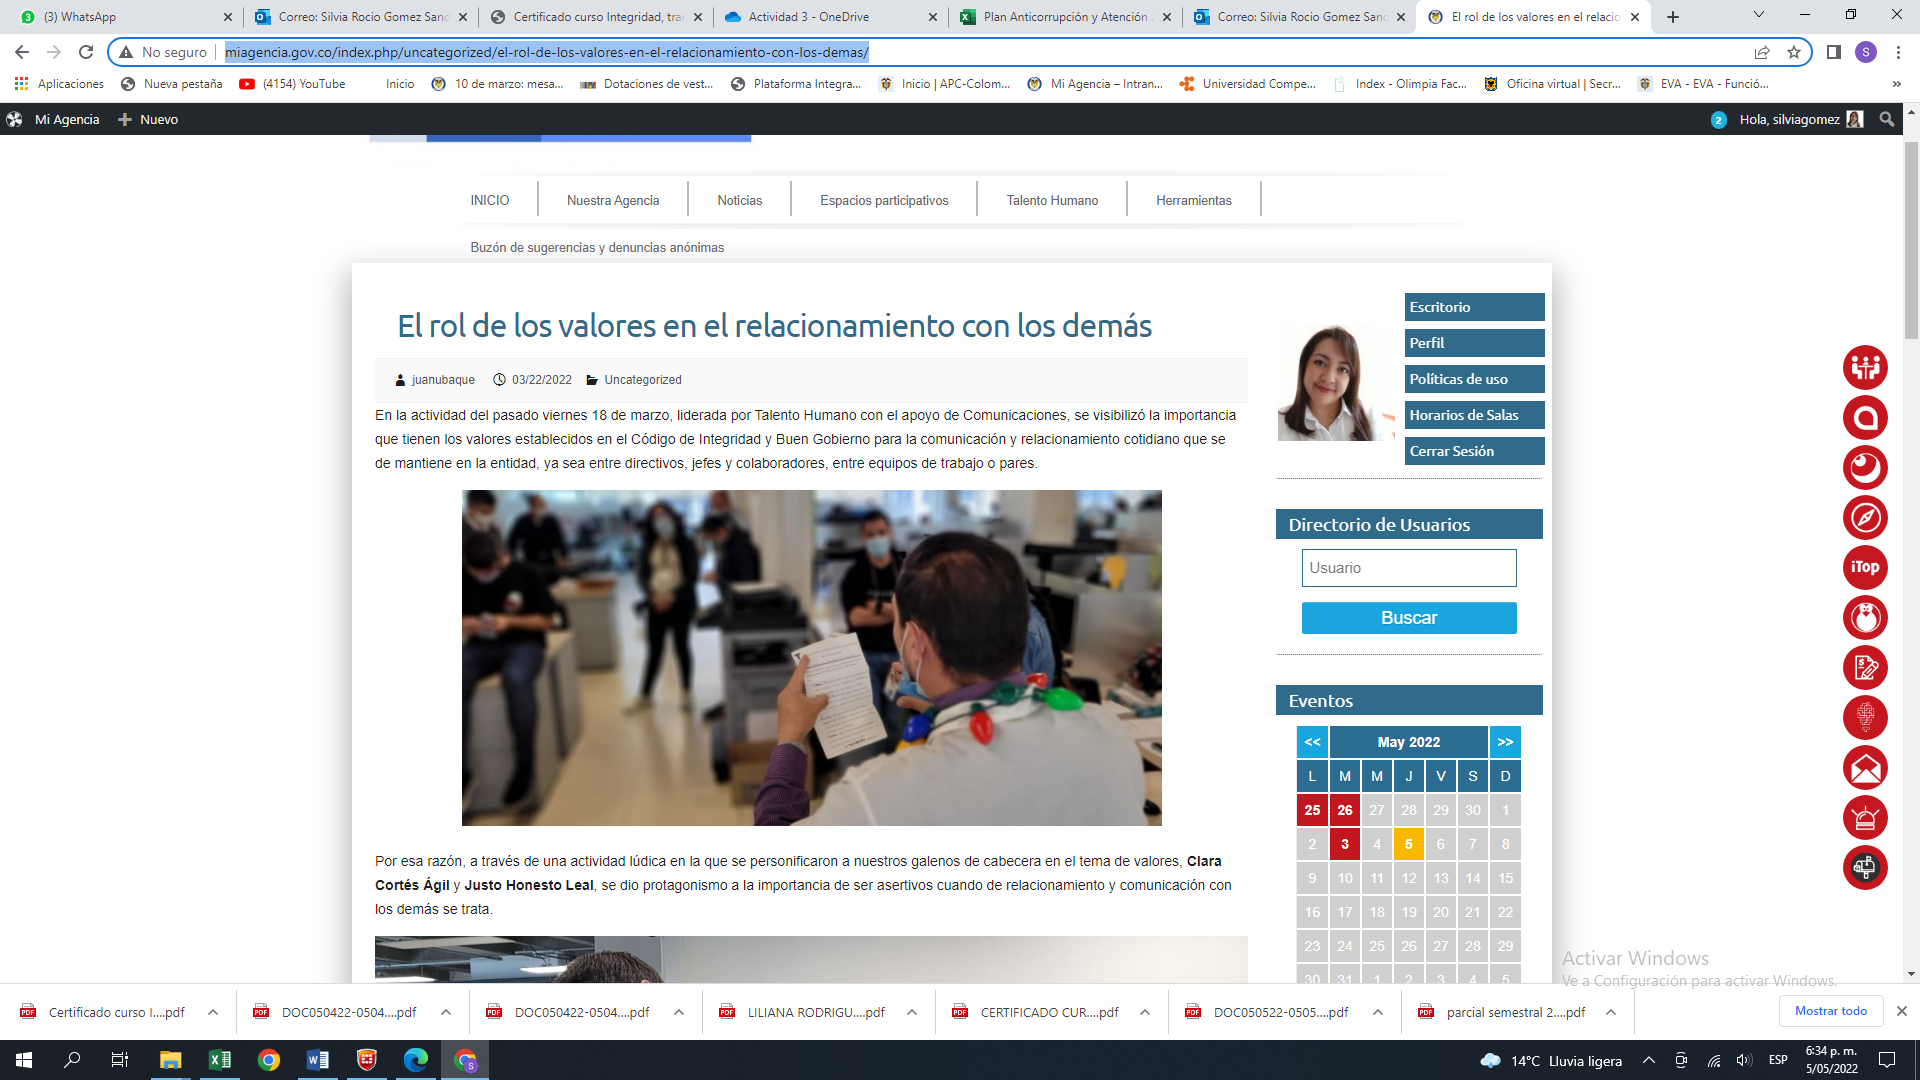 (3) WhatsApp
Correo: Silvia Rocio Gomez Sand
Certificado curso Integridad, tra
Actividad 3 - OneDrive
Plan Anticorrupción y Atención
Correo: Silvia Rocio Gomez Sand
El rol de los valores en el relacio
No seguro
miagencia.gov.co/index.php/uncategorized/el-rol-de-los-valores-en-el-relacionamiento-con-los-demas/
S
Aplicaciones
Nueva pestaña
(4154) YouTube
Inicio
10 de marzo: mesa...
Dotaciones de vest...
Plataforma Integra...
Inicio | APC-Colom...
Mi Agencia – Intran...
Universidad Compe...
Index - Olimpia Fac...
Oficina virtual | Secr...
EVA - EVA - Funció...
»
Mi Agencia
Nuevo
2
Hola, silviagomez
INICIO
Nuestra Agencia
Noticias
Espacios participativos
Talento Humano
Herramientas
Buzón de sugerencias y denuncias anónimas
El rol de los valores en el relacionamiento con los demás
juanubaque
03/22/2022
Uncategorized
En la actividad del pasado viernes 18 de marzo, liderada por Talento Humano con el apoyo de Comunicaciones, se visibilizó la importancia
que tienen los valores establecidos en el Código de Integridad y Buen Gobierno para la comunicación y relacionamiento cotidiano que se
de mantiene en la entidad, ya sea entre directivos, jefes y colaboradores, entre equipos de trabajo o pares.
Por esa razón, a través de una actividad lúdica en la que se personificaron a nuestros galenos de cabecera en el tema de valores, Clara
Cortés Ágil y Justo Honesto Leal, se dio protagonismo a la importancia de ser asertivos cuando de relacionamiento y comunicación con
los demás se trata.
Escritorio
Perfil
Políticas de uso
Horarios de Salas
Cerrar Sesión
Directorio de Usuarios
Usuario
Buscar
Eventos
<< May 2022 >>
L M M J V S D
25 26 27 28 29 30 1
2 3 4 5 6 7 8
9 10 11 12 13 14 15
16 17 18 19 20 21 22
23 24 25 26 27 28 29
30 31 1 2 3 4 5
iTop
Activar Windows
Ve a Configuración para activar Windows.
Certificado curso I....pdf
DOC050422-0504....pdf
DOC050422-0504....pdf
LILIANA RODRIGU....pdf
CERTIFICADO CUR....pdf
DOC050522-0505....pdf
parcial semestral 2....pdf
Mostrar todo
14°C Lluvia ligera
ESP
6:34 p. m.
5/05/2022